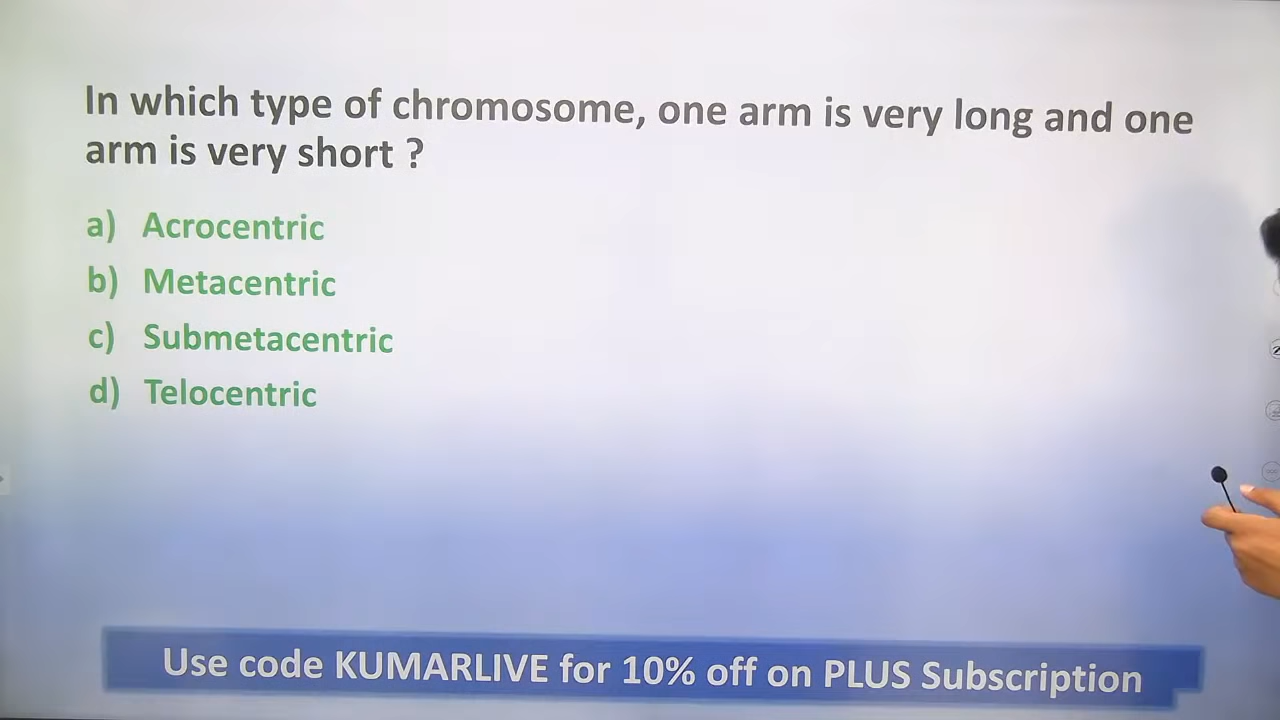 In which type of chromosome, one arm is very long and one
arm is very short ?
a) Acrocentric
b) Metacentric
c) Submetacentric
d) Telocentric
Use code KUMARLIVE for 10% off on PLUS Subscription